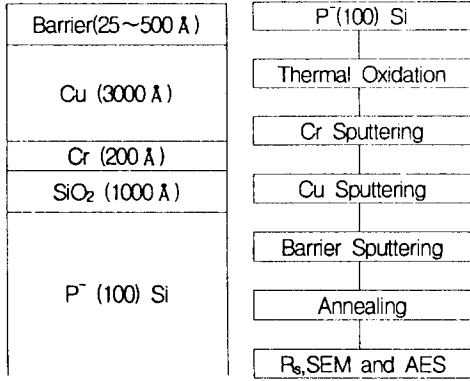 Barrier(25~500 Å)
Cu (3000 Å)
Cr (200 Å)
SiO₂ (1000 Å)
P⁻ (100) Si
P⁻(100) Si
Thermal Oxidation
Cr Sputtering
Cu Sputtering
Barrier Sputtering
Annealing
Rₛ,SEM and AES